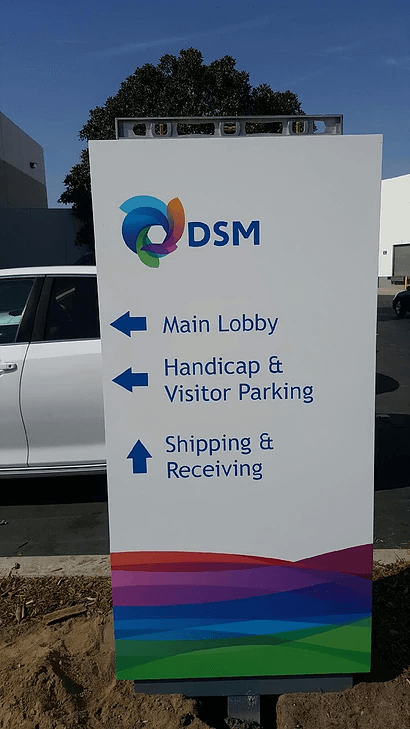 DSM
Main Lobby
Handicap &
Visitor Parking
Shipping &
Receiving